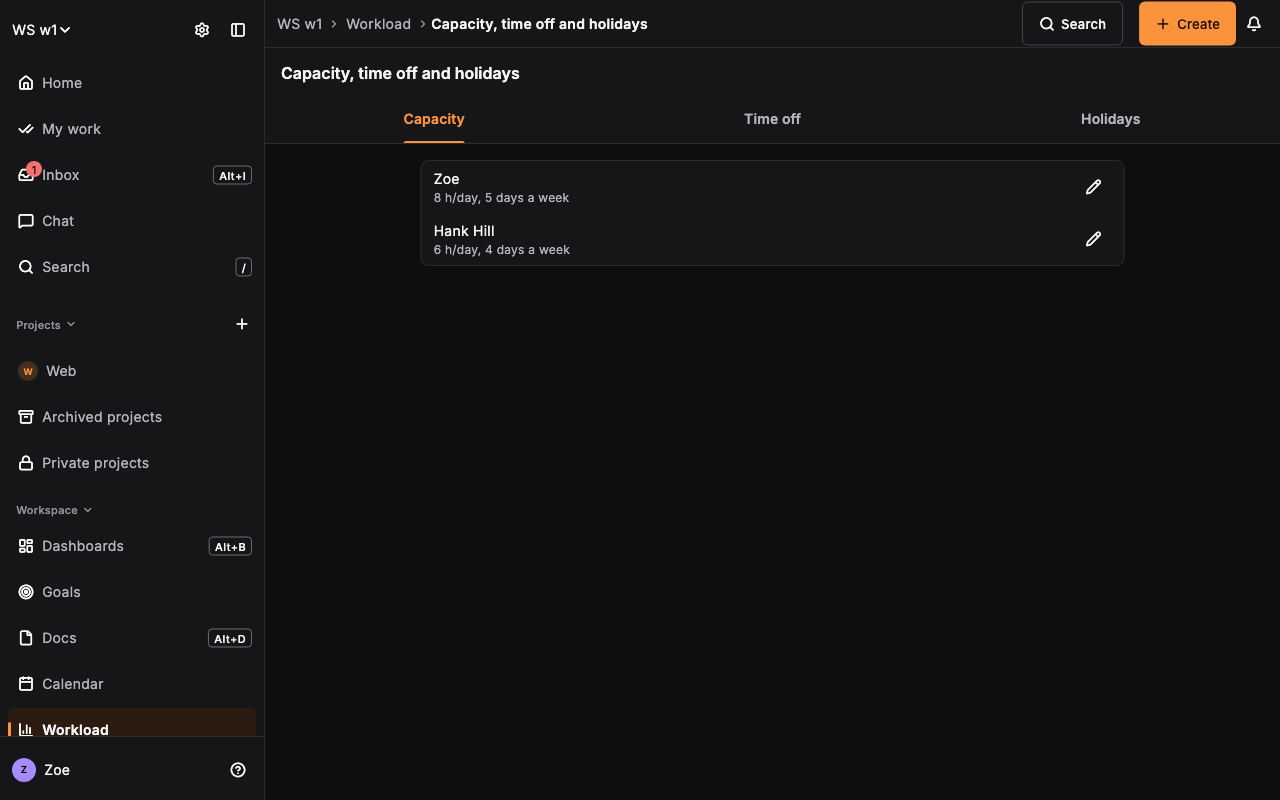 WS w1
Home
My work
1
Inbox
Alt+I
Chat
Search
/
Projects
W
Web
Archived projects
Private projects
Workspace
Dashboards
Alt+B
Goals
Docs
Alt+D
Calendar
Workload
Z
Zoe
WS w1 > Workload > Capacity, time off and holidays
Search
Create
Capacity, time off and holidays
Capacity
Time off
Holidays
Zoe
8 h/day, 5 days a week
Hank Hill
6 h/day, 4 days a week